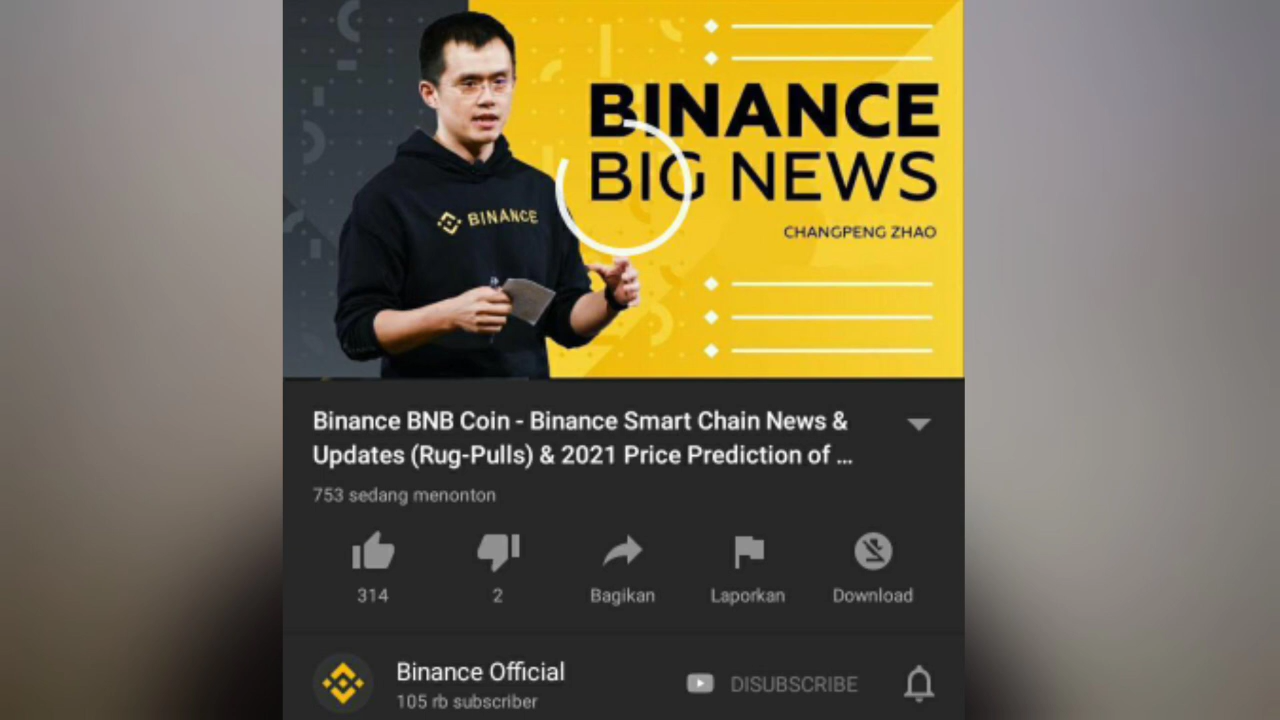 BINANCE
BINANCE
BIG NEWS
CHANGPENG ZHAO
Binance BNB Coin - Binance Smart Chain News &
Updates (Rug-Pulls) & 2021 Price Prediction of ...
753 sedang menonton
314
2
Bagikan
Laporkan
Download
Binance Official
105 rb subscriber
DISUBSCRIBE